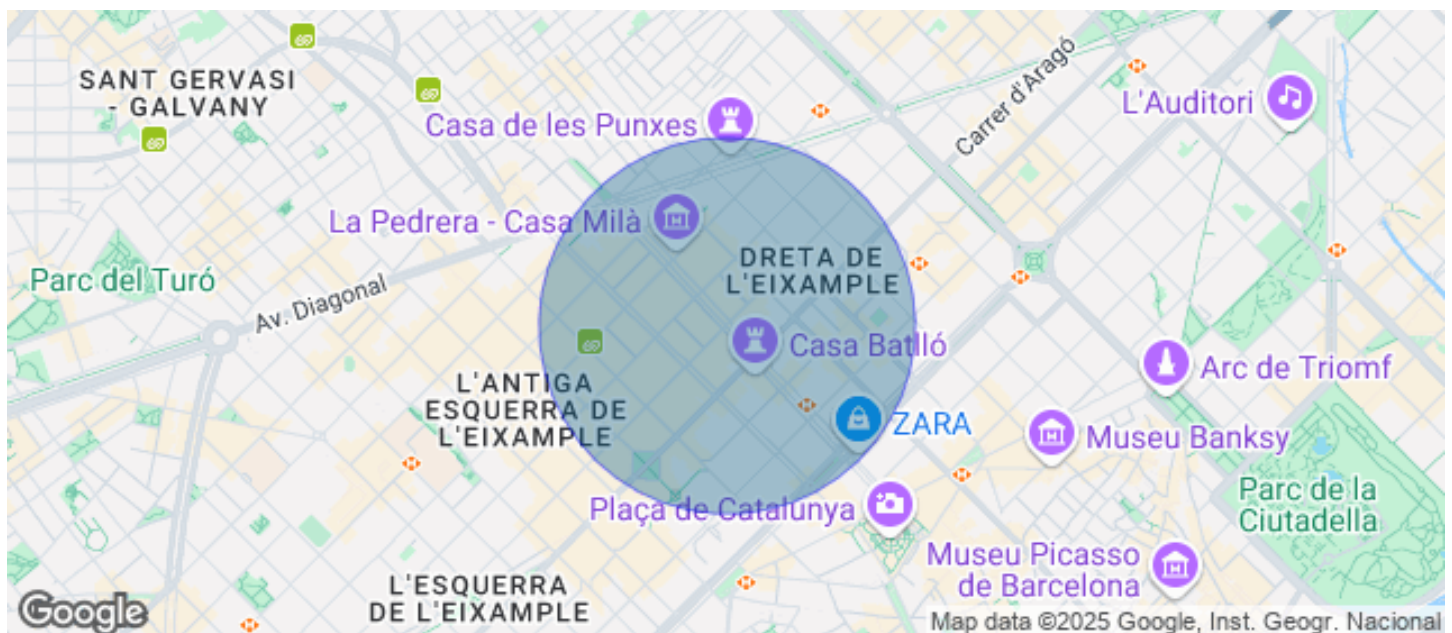 SANT GERVASI
- GALVANY
Casa de les Punxes
Carrer d'Aragó
L'Auditori
La Pedrera - Casa Milà
DRETA DE
L'EIXAMPLE
Parc del Turó
Av. Diagonal
Casa Batlló
Arc de Triomf
L'ANTIGA
ESQUERRA DE
L'EIXAMPLE
ZARA
Museu Banksy
Plaça de Catalunya
Parc de la
Ciutadella
Museu Picasso
de Barcelona
L'ESQUERRA
DE L'EIXAMPLE
Google
Map data ©2025 Google, Inst. Geogr. Nacional